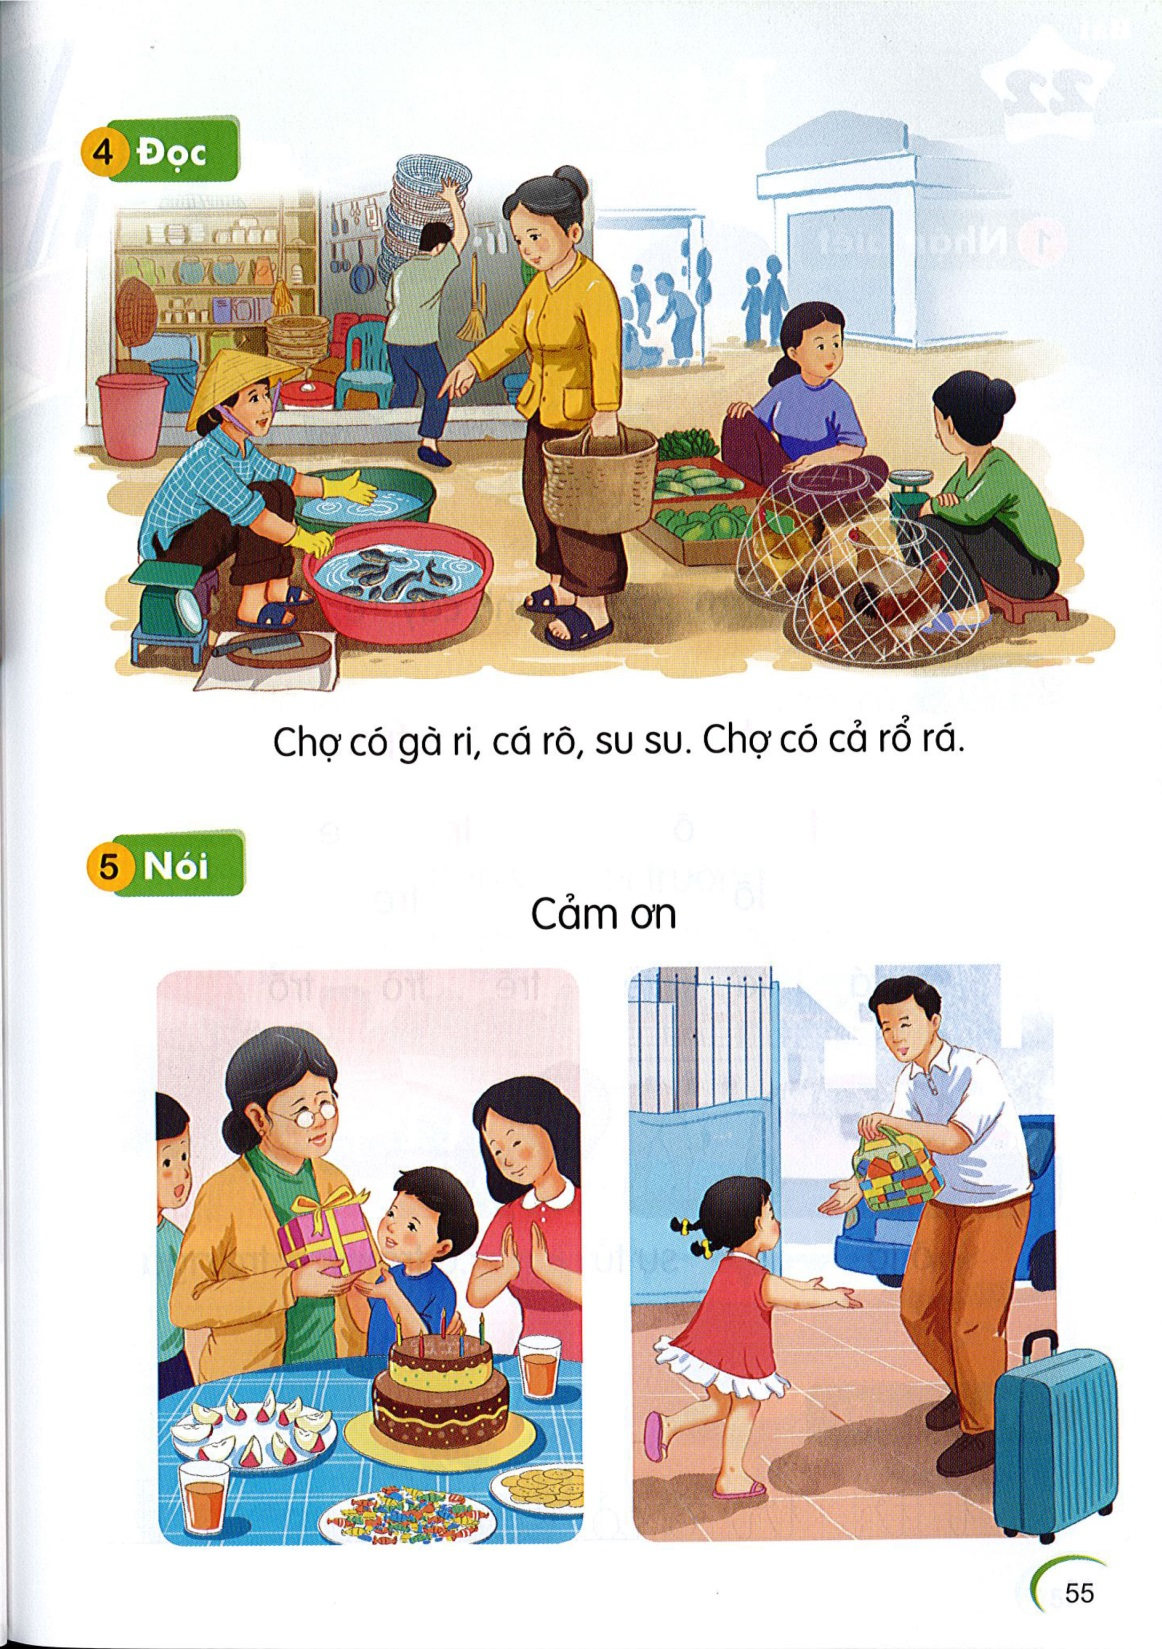 4 Đọc
Chợ có gà ri, cá rô, su su. Chợ có cả rổ rá.
5 Nói
Cảm ơn
55